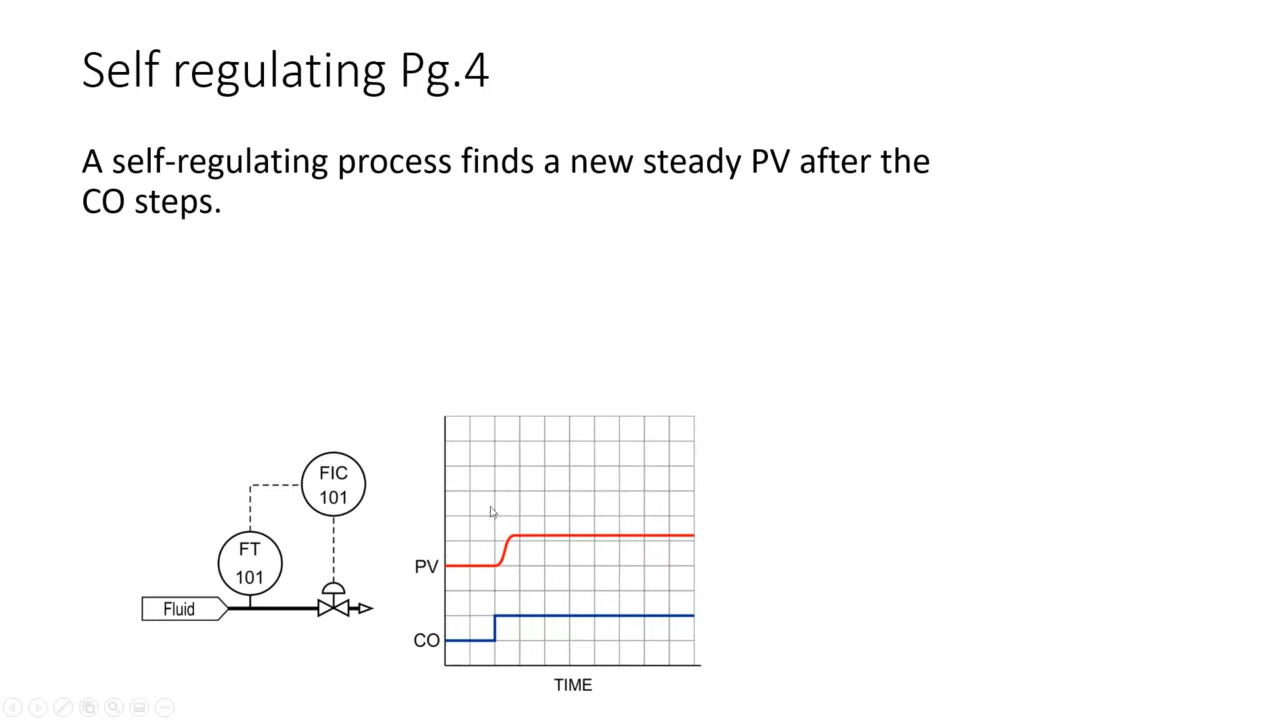 Self regulating Pg.4
A self-regulating process finds a new steady PV after the
CO steps.
FIC
101
FT
101
Fluid
PV
CO
TIME